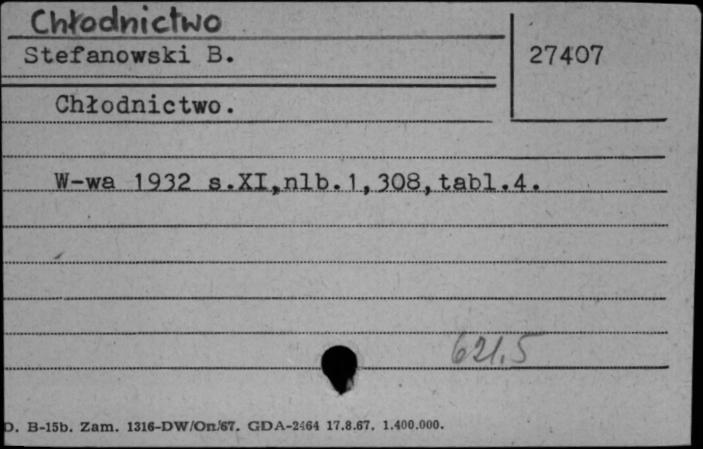 Chłodnictwo
Stefanowski B.
27407
Chłodnictwo.
W-wa 1932 s.XI,nlb.1,308,tabl.4.
621.5
D. B-15b. Zam. 1316-DW/On/67. GDA-2464 17.8.67. 1.400.000.